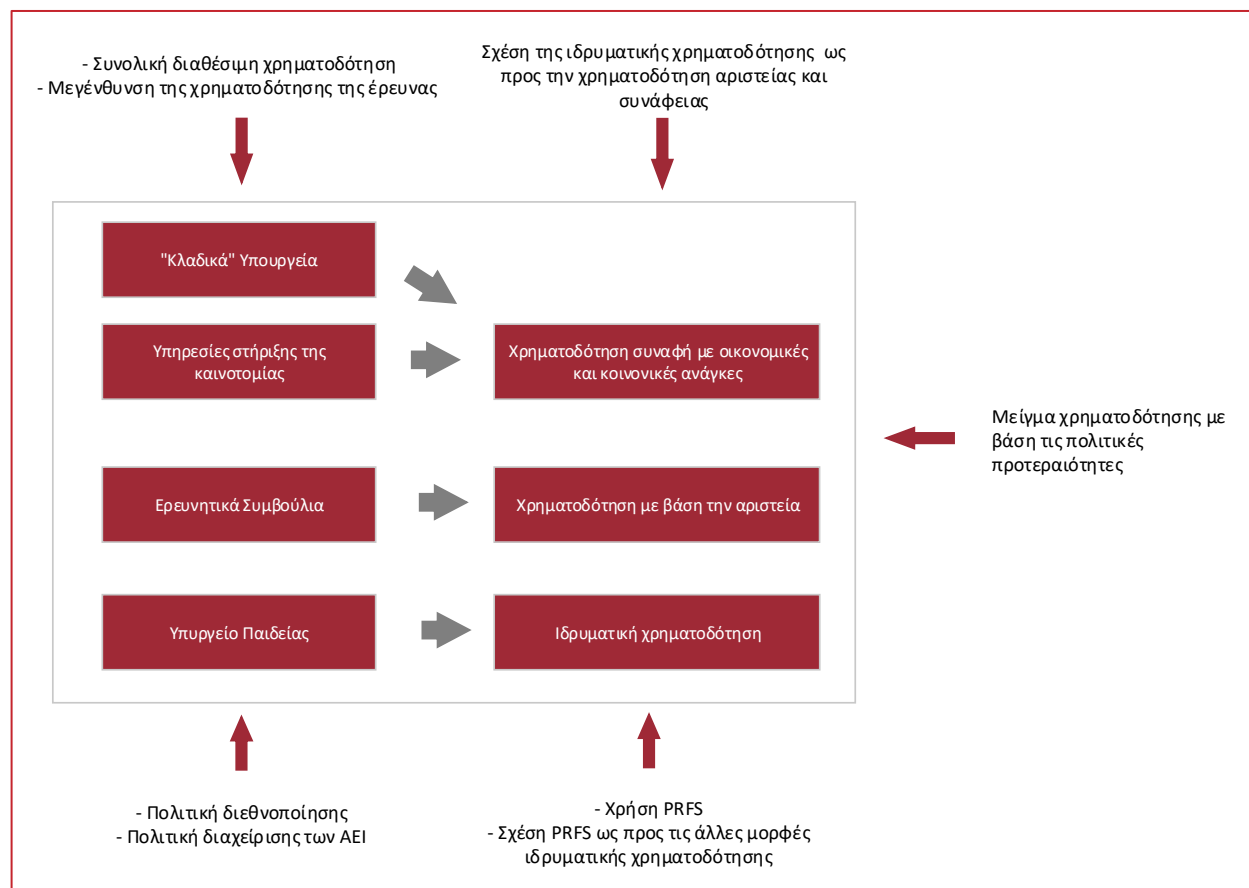 - Συνολική διαθέσιμη χρηματοδότηση
- Μεγένθυνση της χρηματοδότησης της έρευνας
Σχέση της ιδρυματικής χρηματοδότησης ως
προς την χρηματοδότηση αριστείας και
συνάφειας
"Κλαδικά" Υπουργεία
Υπηρεσίες στήριξης της
καινοτομίας
Χρηματοδότηση συναφή με οικονομικές
και κοινονικές ανάγκες
Μείγμα χρηματοδότησης με
βάση τις πολιτικές
προτεραιότητες
Ερευνητικά Συμβούλια
Χρηματοδότηση με βάση την αριστεία
Υπυργείο Παιδείας
Ιδρυματική χρηματοδότηση
- Πολιτική διεθνοποίησης
- Πολιτική διαχείρισης των ΑΕΙ
- Χρήση PRFS
- Σχέση PRFS ως προς τις άλλες μορφές
ιδρυματικής χρηματοδότησης